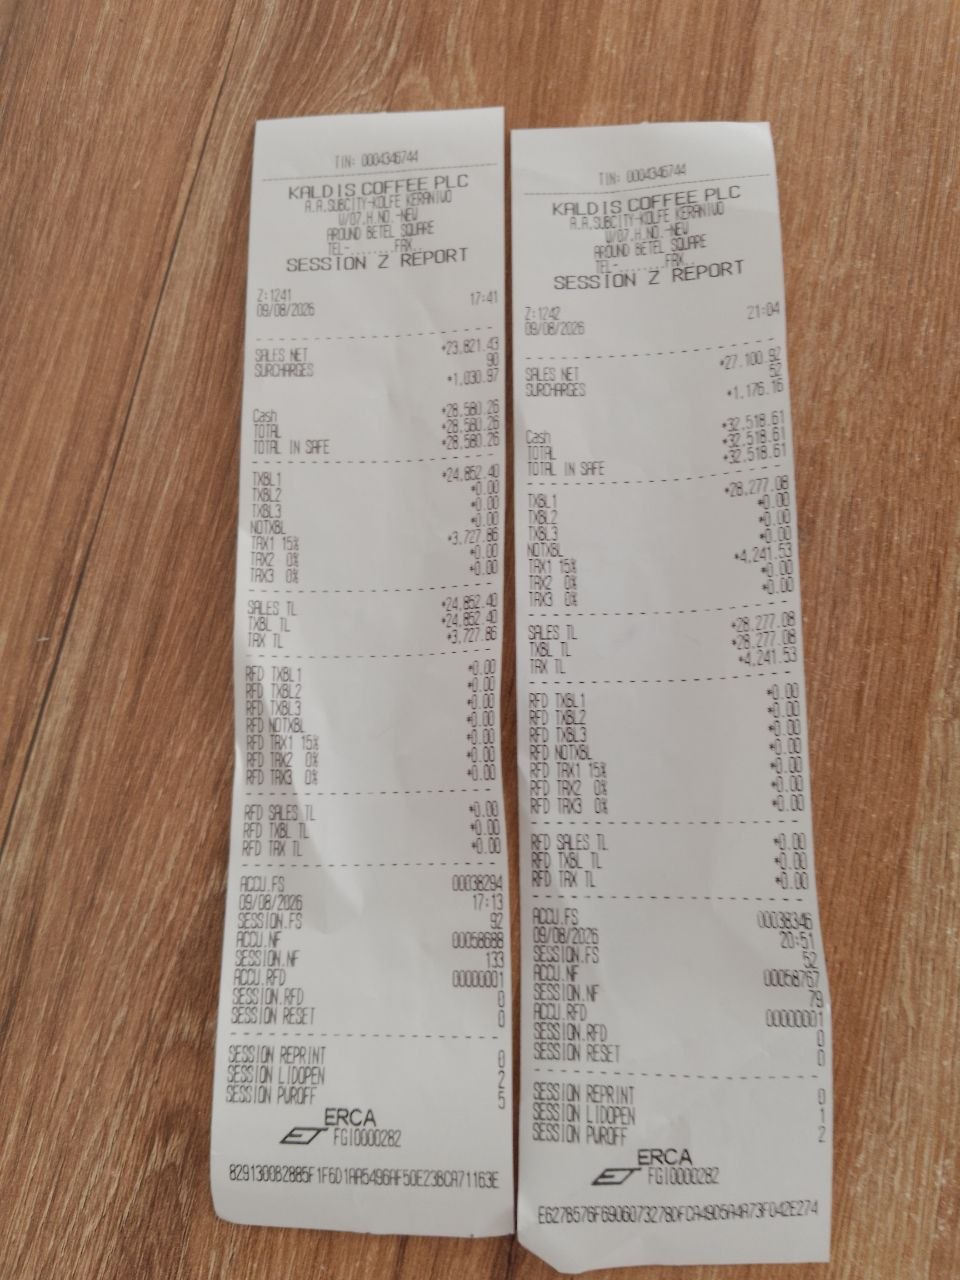 TIN: 0004346744
KALDIS COFFEE PLC
A.A.SUBCITY-KOLFE KERANIYO
W/07.H.NO.-NEW
AROUND BETEL SQUARE
TEL-........FAX..
SESSION Z REPORT
Z:1241 17:41
09/08/2026
SALES NET *23,821.43
SURCHARGES 90
*1,030.97
Cash *28,580.26
TOTAL *28,580.26
TOTAL IN SAFE *28,580.26
TXBL1 *24,852.40
TXBL2 *0.00
TXBL3 *0.00
NOTXBL *0.00
TAX1 15% *3,727.86
TAX2 0% *0.00
TAX3 0% *0.00
SALES TL *24,852.40
TXBL TL *24,852.40
TAX TL *3,727.86
RFD TXBL1 *0.00
RFD TXBL2 *0.00
RFD TXBL3 *0.00
RFD NOTXBL *0.00
RFD TAX1 15% *0.00
RFD TAX2 0% *0.00
RFD TAX3 0% *0.00
RFD SALES TL *0.00
RFD TXBL TL *0.00
RFD TAX TL *0.00
ACCU.FS 00038294
09/08/2026 17:13
SESSION.FS 92
ACCU.NF 00058688
SESSION.NF 133
ACCU.RFD 00000001
SESSION.RFD 0
SESSION RESET 0
SESSION REPRINT 0
SESSION LIDOPEN 2
SESSION PWROFF 5
ERCA
ET FGI0000282
TIN: 0004346744
KALDIS COFFEE PLC
A.A.SUBCITY-KOLFE KERANIYO
W/07.H.NO.-NEW
AROUND BETEL SQUARE
TEL-........FAX..
SESSION Z REPORT
Z:1242 21:04
09/08/2026
SALES NET *27,100.92
SURCHARGES 52
*1,176.16
Cash *32,518.61
TOTAL *32,518.61
TOTAL IN SAFE *32,518.61
TXBL1 *28,277.08
TXBL2 *0.00
TXBL3 *0.00
NOTXBL *0.00
TAX1 15% *4,241.53
TAX2 0% *0.00
TAX3 0% *0.00
SALES TL *28,277.08
TXBL TL *28,277.08
TAX TL *4,241.53
RFD TXBL1 *0.00
RFD TXBL2 *0.00
RFD TXBL3 *0.00
RFD NOTXBL *0.00
RFD TAX1 15% *0.00
RFD TAX2 0% *0.00
RFD TAX3 0% *0.00
RFD SALES TL *0.00
RFD TXBL TL *0.00
RFD TAX TL *0.00
ACCU.FS 00038346
09/08/2026 20:51
SESSION.FS 52
ACCU.NF 00058767
SESSION.NF 79
ACCU.RFD 00000001
SESSION.RFD 0
SESSION RESET 0
SESSION REPRINT 0
SESSION LIDOPEN 1
SESSION PWROFF 2
ERCA
ET FGI0000282